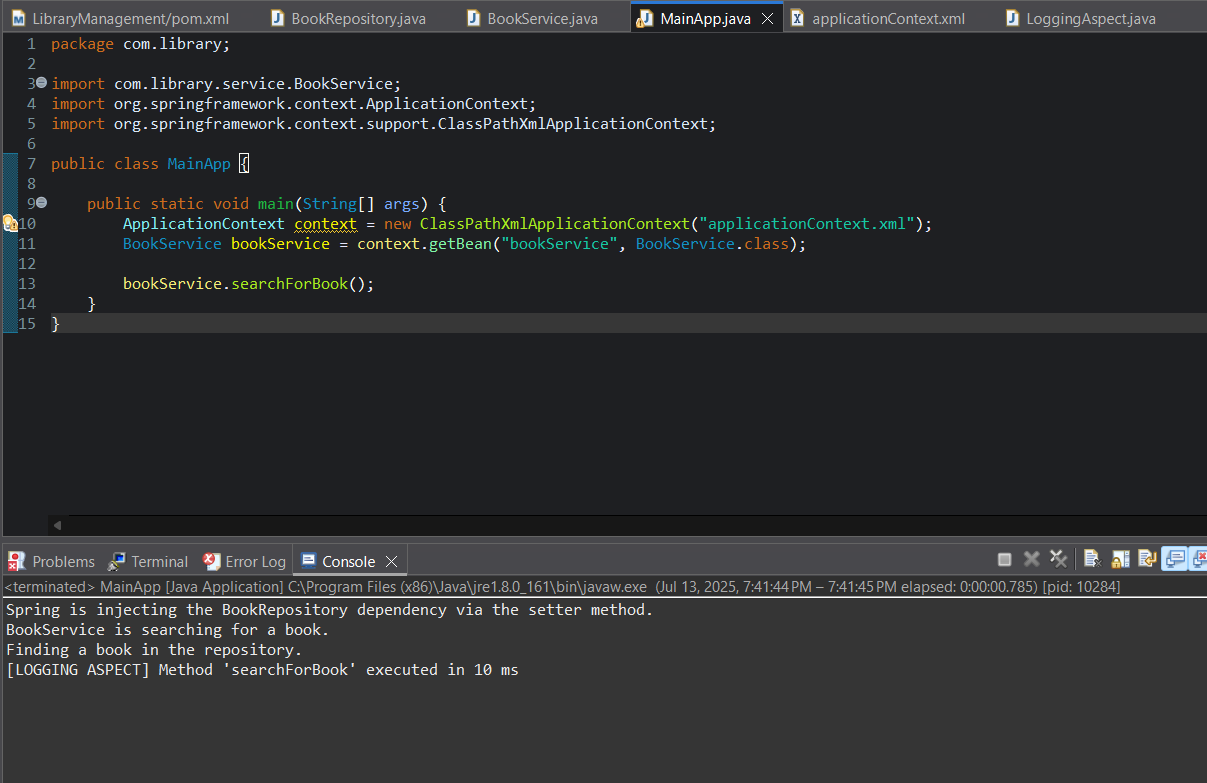 LibraryManagement/pom.xml BookRepository.java BookService.java MainApp.java applicationContext.xml LoggingAspect.java
1 package com.library;
2
3 import com.library.service.BookService;
4 import org.springframework.context.ApplicationContext;
5 import org.springframework.context.support.ClassPathXmlApplicationContext;
6
7 public class MainApp {
8
9 public static void main(String[] args) {
10 ApplicationContext context = new ClassPathXmlApplicationContext("applicationContext.xml");
11 BookService bookService = context.getBean("bookService", BookService.class);
12
13 bookService.searchForBook();
14 }
15 }
Problems Terminal Error Log Console
<terminated> MainApp [Java Application] C:\Program Files (x86)\Java\jre1.8.0_161\bin\javaw.exe (Jul 13, 2025, 7:41:44 PM – 7:41:45 PM elapsed: 0:00:00.785) [pid: 10284]
Spring is injecting the BookRepository dependency via the setter method.
BookService is searching for a book.
Finding a book in the repository.
[LOGGING ASPECT] Method 'searchForBook' executed in 10 ms